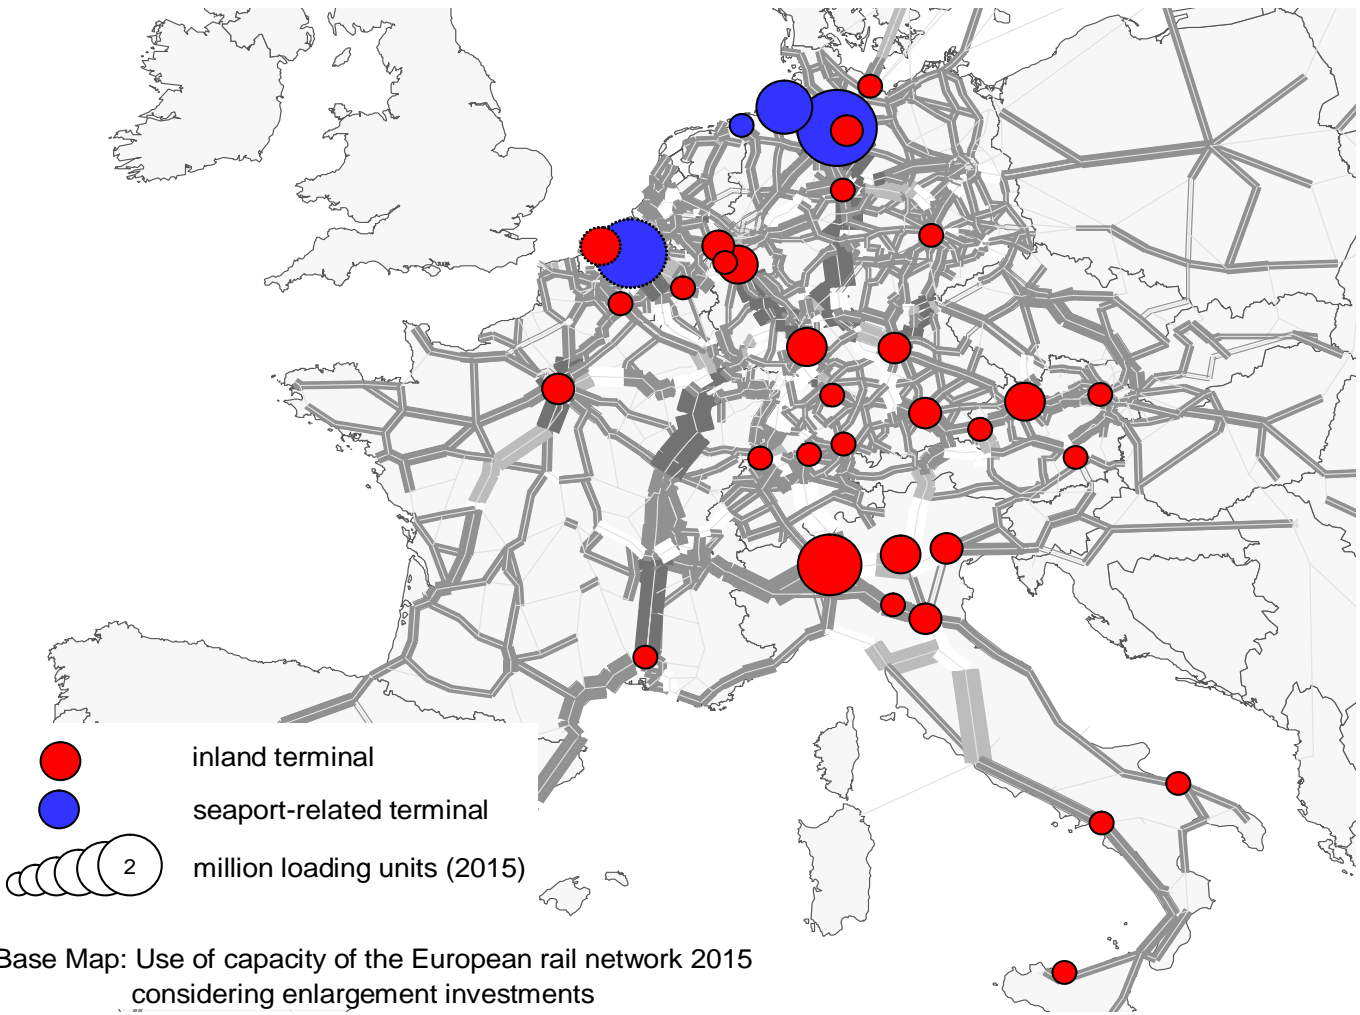 inland terminal
seaport-related terminal
2
million loading units (2015)
Base Map: Use of capacity of the European rail network 2015
considering enlargement investments